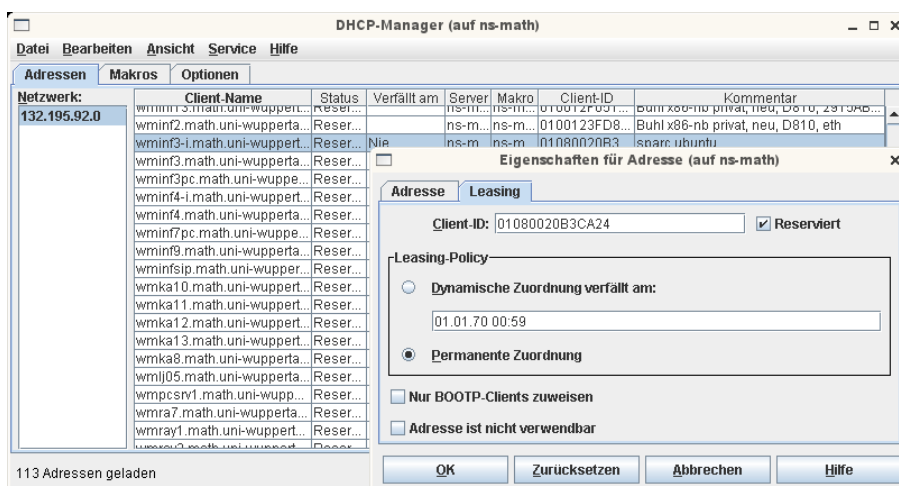 DHCP-Manager (auf ns-math)
Datei Bearbeiten Ansicht Service Hilfe
Adressen Makros Optionen
Netzwerk: Client-Name Status Verfällt am Server Makro Client-ID Kommentar
132.195.92.0
wminf2.math.uni-wupperta... Reser... ns-m... ns-m... 0100123FD8... Buhl x86-nb privat, neu, D810, eth
wminf3-i.math.uni-wuppert... Reser... Nie ns-m... ns-m... 01080020B3... sparc ubuntu
wminf3.math.uni-wupperta... Reser...
wminf3pc.math.uni-wuppe... Reser...
wminf4-i.math.uni-wuppert... Reser...
wminf4.math.uni-wupperta... Reser...
wminf7pc.math.uni-wuppe... Reser...
wminf9.math.uni-wupperta... Reser...
wminfsip.math.uni-wupper... Reser...
wmka10.math.uni-wuppert... Reser...
wmka11.math.uni-wuppert... Reser...
wmka12.math.uni-wuppert... Reser...
wmka13.math.uni-wuppert... Reser...
wmka8.math.uni-wupperta... Reser...
wmlj05.math.uni-wupperta... Reser...
wmpcsrv1.math.uni-wupp... Reser...
wmra7.math.uni-wupperta... Reser...
wmray1.math.uni-wuppert... Reser...
113 Adressen geladen
Eigenschaften für Adresse (auf ns-math)
Adresse Leasing
Client-ID: 01080020B3CA24 Reserviert
Leasing-Policy
Dynamische Zuordnung verfällt am:
01.01.70 00:59
Permanente Zuordnung
Nur BOOTP-Clients zuweisen
Adresse ist nicht verwendbar
OK Zurücksetzen Abbrechen Hilfe